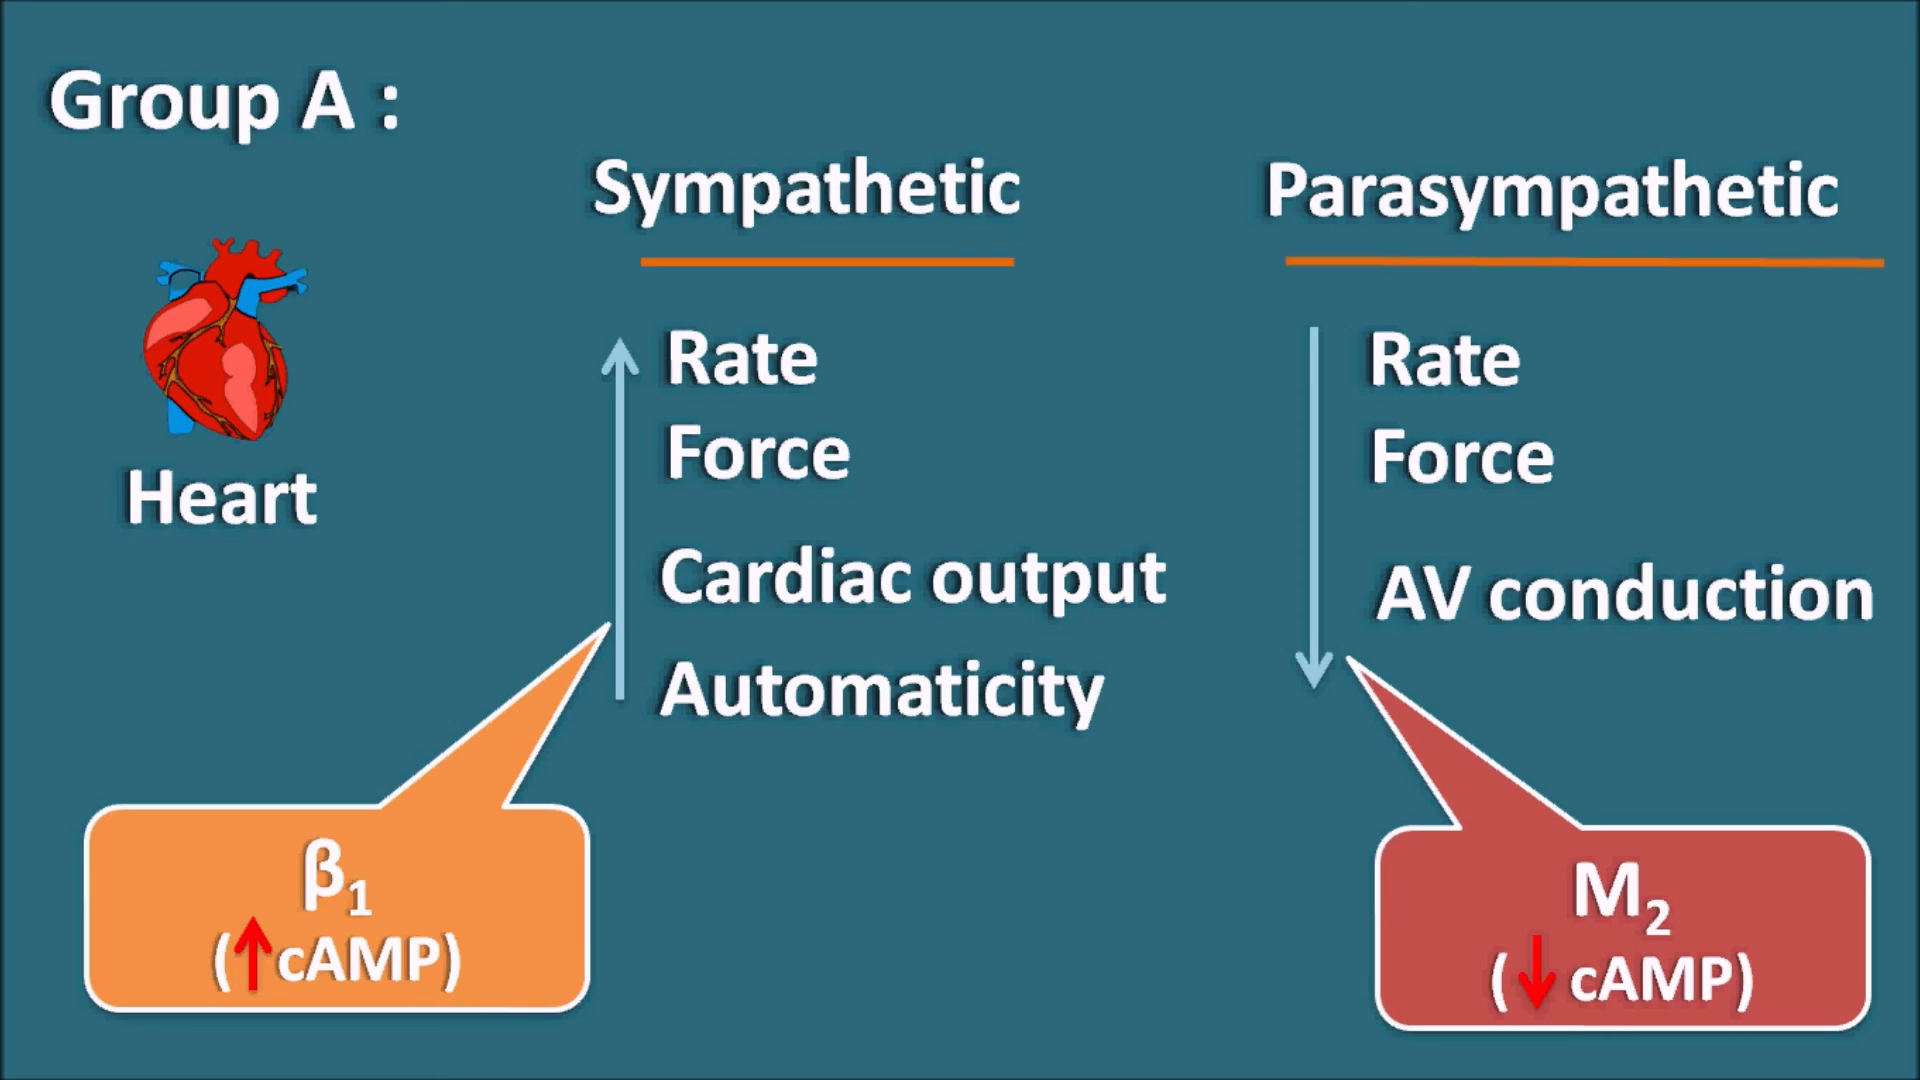 Group A :
Sympathetic
Parasympathetic
Heart
Rate
Force
Cardiac output
Automaticity
Rate
Force
AV conduction
β₁
(↑cAMP)
M₂
(↓ cAMP)